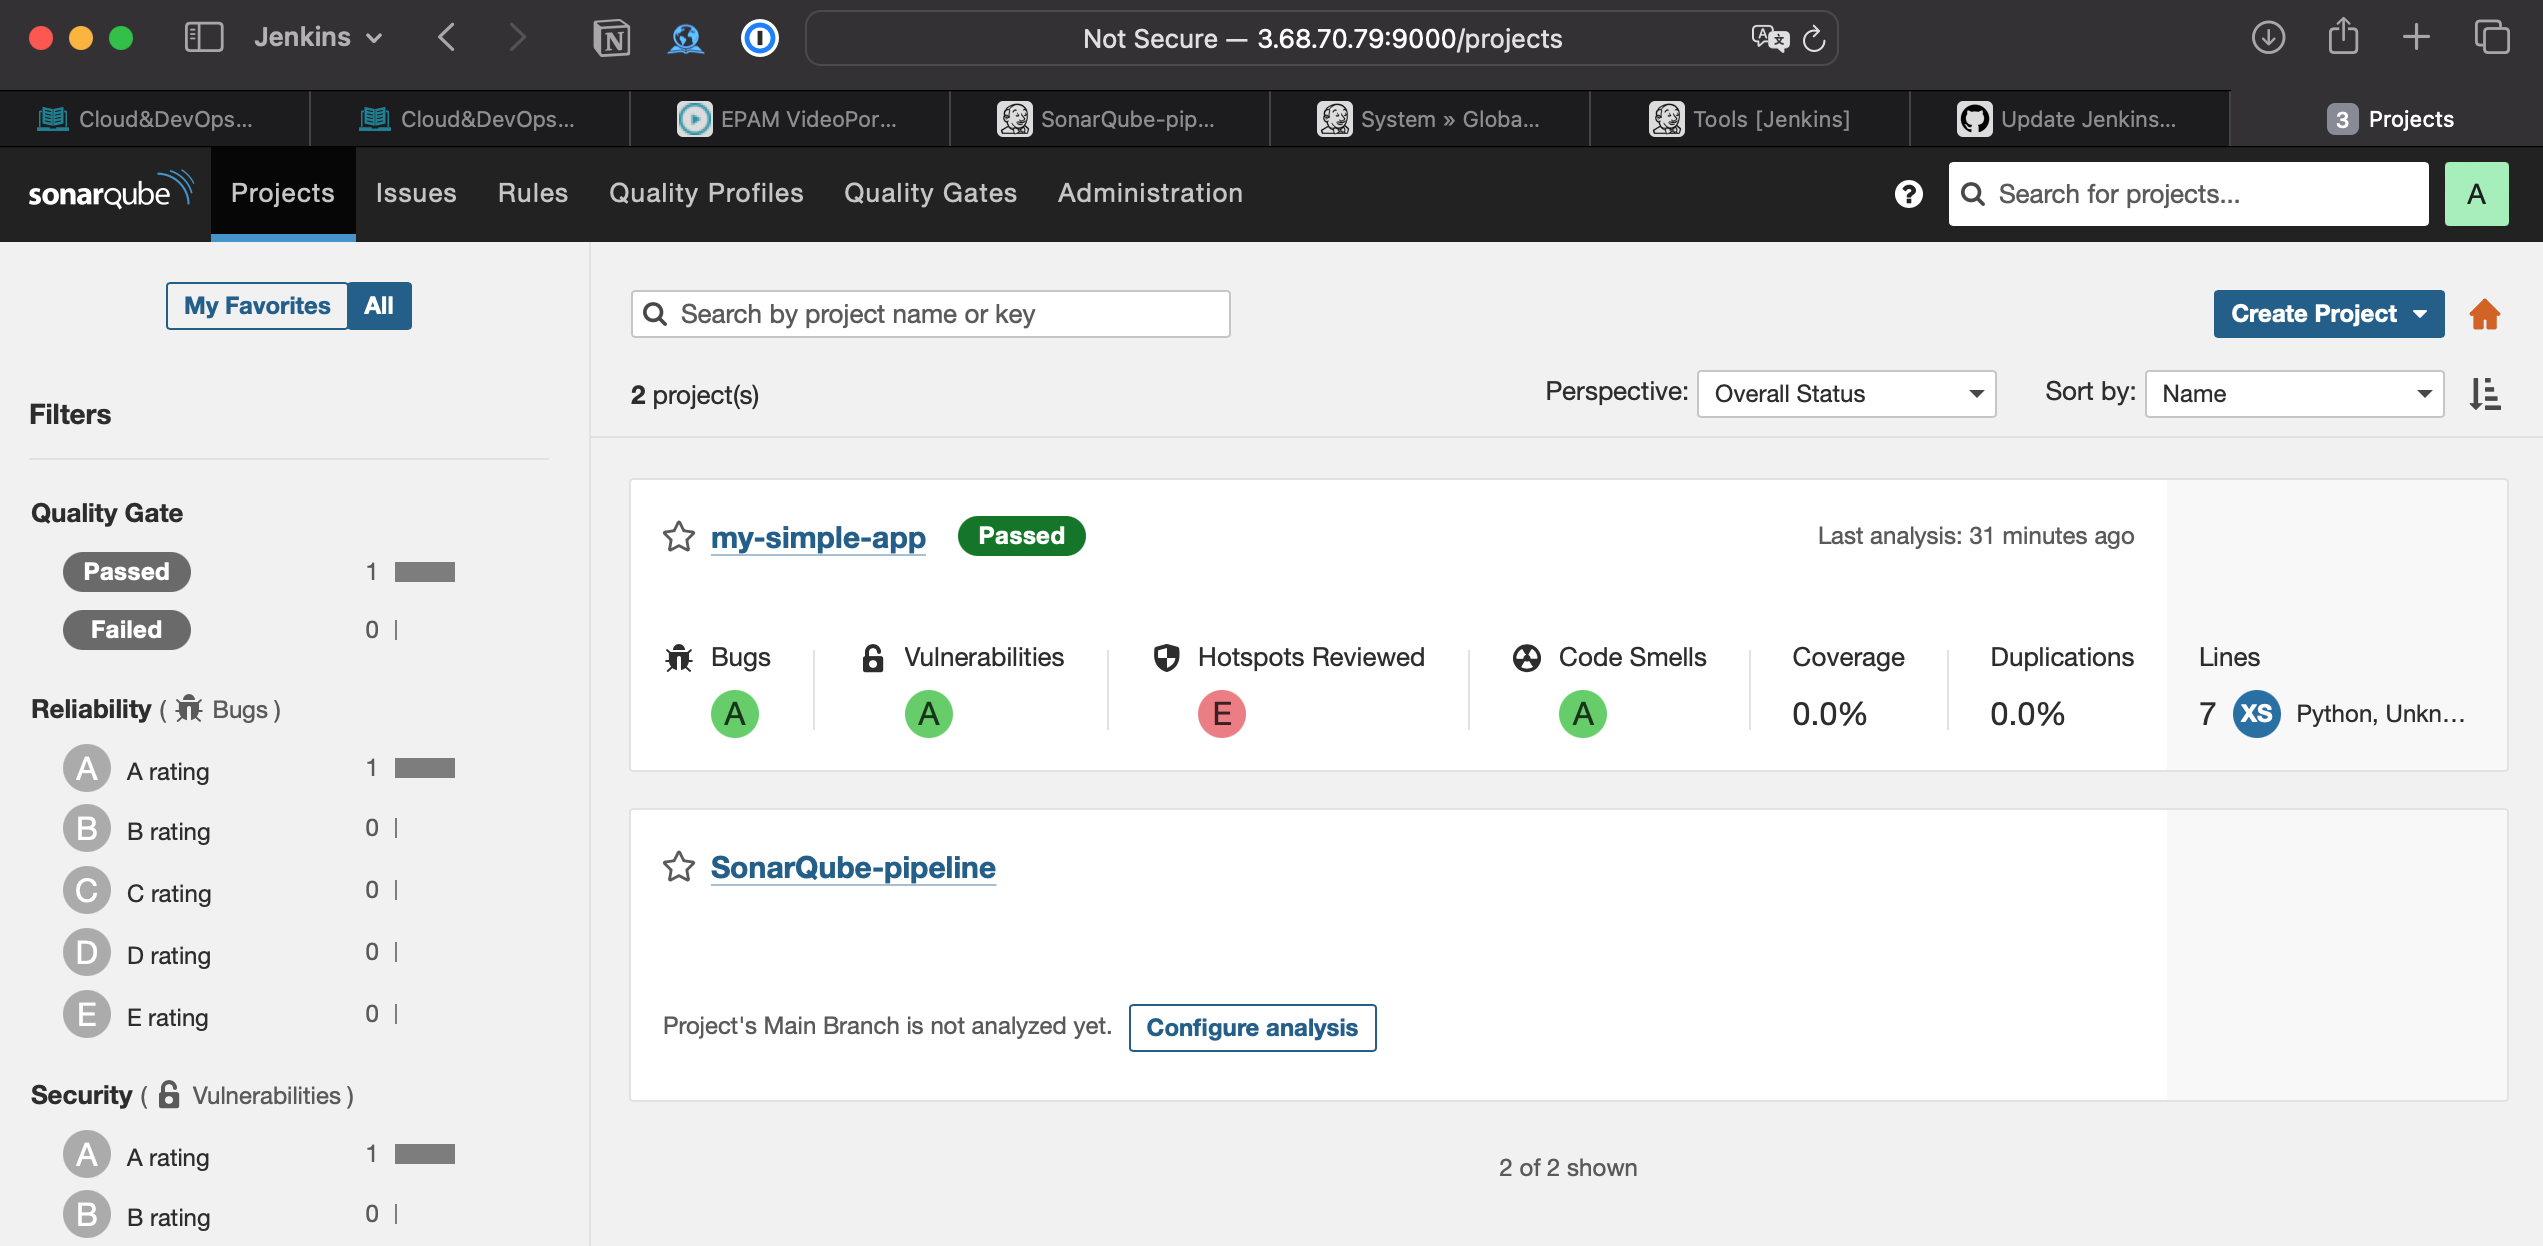 Jenkins
Not Secure — 3.68.70.79:9000/projects
Cloud&DevOps...
Cloud&DevOps...
EPAM VideoPor...
SonarQube-pip...
System » Globa...
Tools [Jenkins]
Update Jenkins...
3 Projects
sonarqube
Projects
Issues
Rules
Quality Profiles
Quality Gates
Administration
?
Search for projects...
A
My Favorites
All
Search by project name or key
Create Project
2 project(s)
Perspective:
Overall Status
Sort by:
Name
Filters
Quality Gate
Passed 1
Failed 0
Reliability ( Bugs )
A A rating 1
B B rating 0
C C rating 0
D D rating 0
E E rating 0
Security ( Vulnerabilities )
A A rating 1
B B rating 0
my-simple-app
Passed
Last analysis: 31 minutes ago
Bugs
A
Vulnerabilities
A
Hotspots Reviewed
E
Code Smells
A
Coverage
0.0%
Duplications
0.0%
Lines
7 XS Python, Unkn...
SonarQube-pipeline
Project's Main Branch is not analyzed yet.
Configure analysis
2 of 2 shown